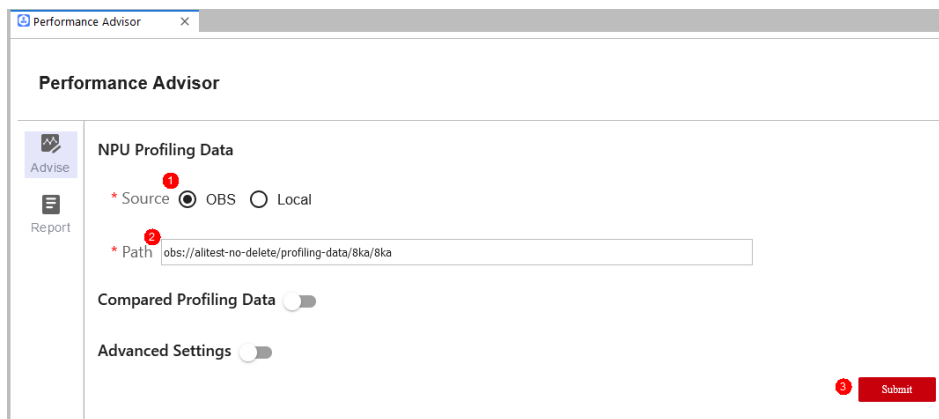 Performance Advisor
Performance Advisor
Advise
Report
NPU Profiling Data
1
* Source OBS Local
2
* Path obs://alitest-no-delete/profiling-data/8ka/8ka
Compared Profiling Data
Advanced Settings
3 Submit